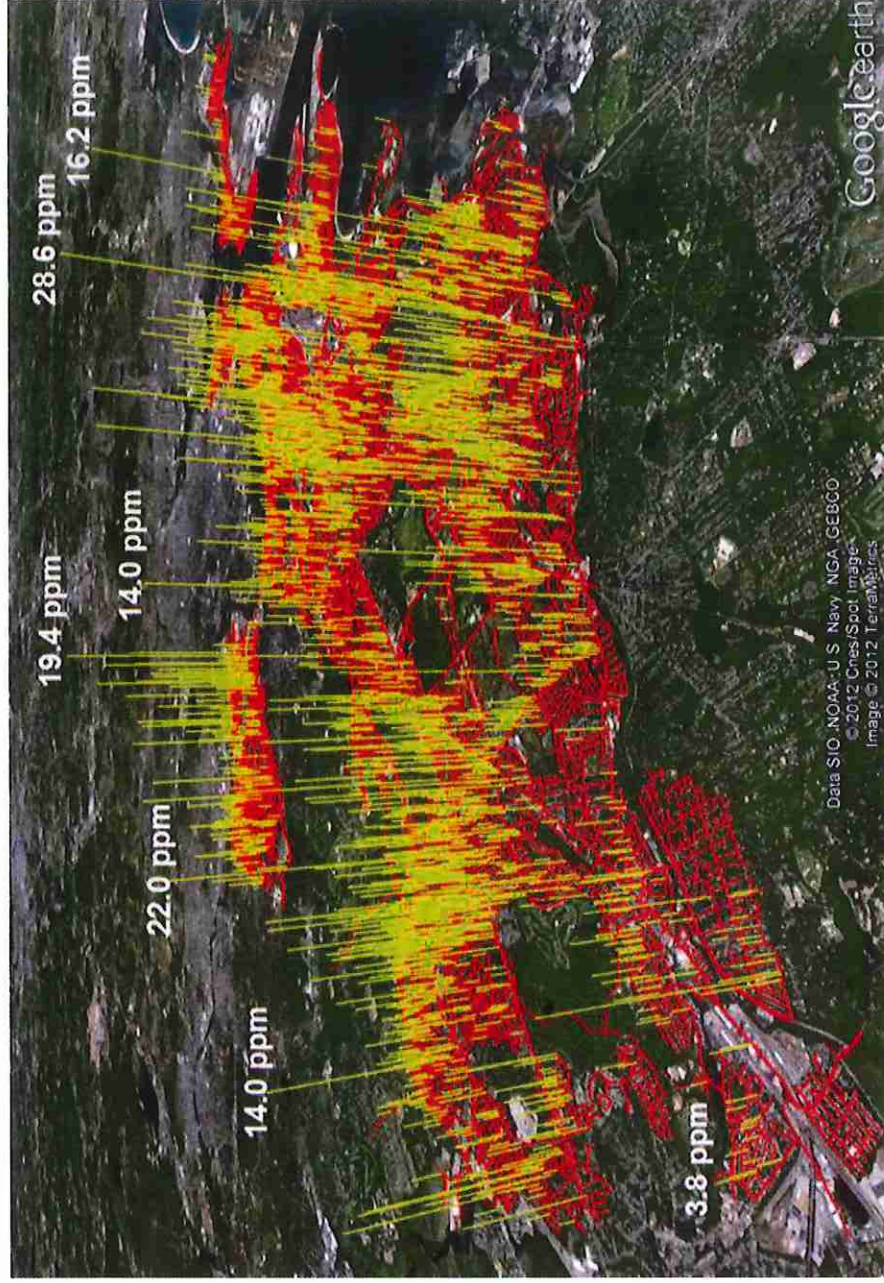 14.0 ppm
22.0 ppm
19.4 ppm
14.0 ppm
28.6 ppm
16.2 ppm
3.8 ppm
Data SIO, NOAA, U.S. Navy, NGA, GEBCO
© 2012 Cnes/Spot Image
Image © 2012 TerraMetrics
Google earth